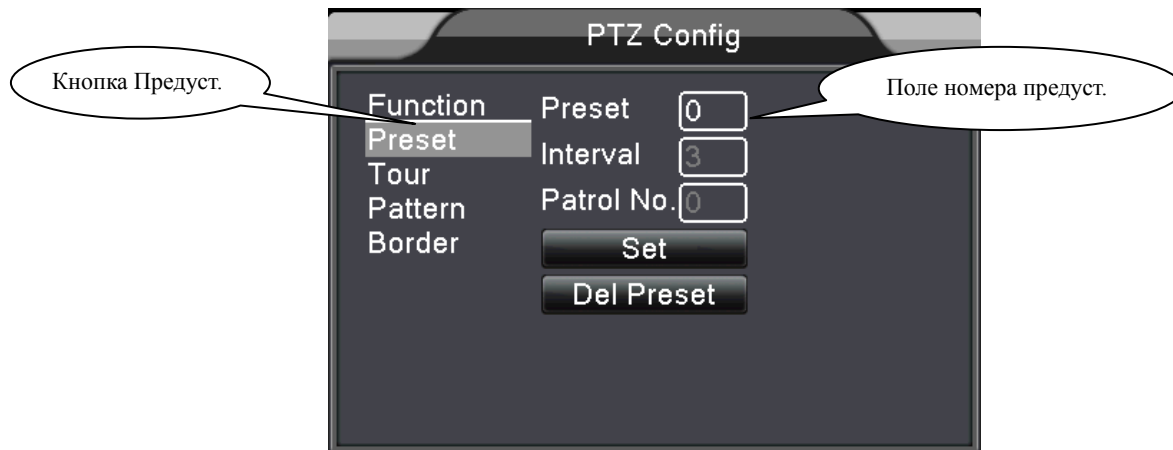 PTZ Config
Кнопка Предуст.
Поле номера предуст.
Function
Preset
Tour
Pattern
Border
Preset 0
Interval 3
Patrol No. 0
Set
Del Preset